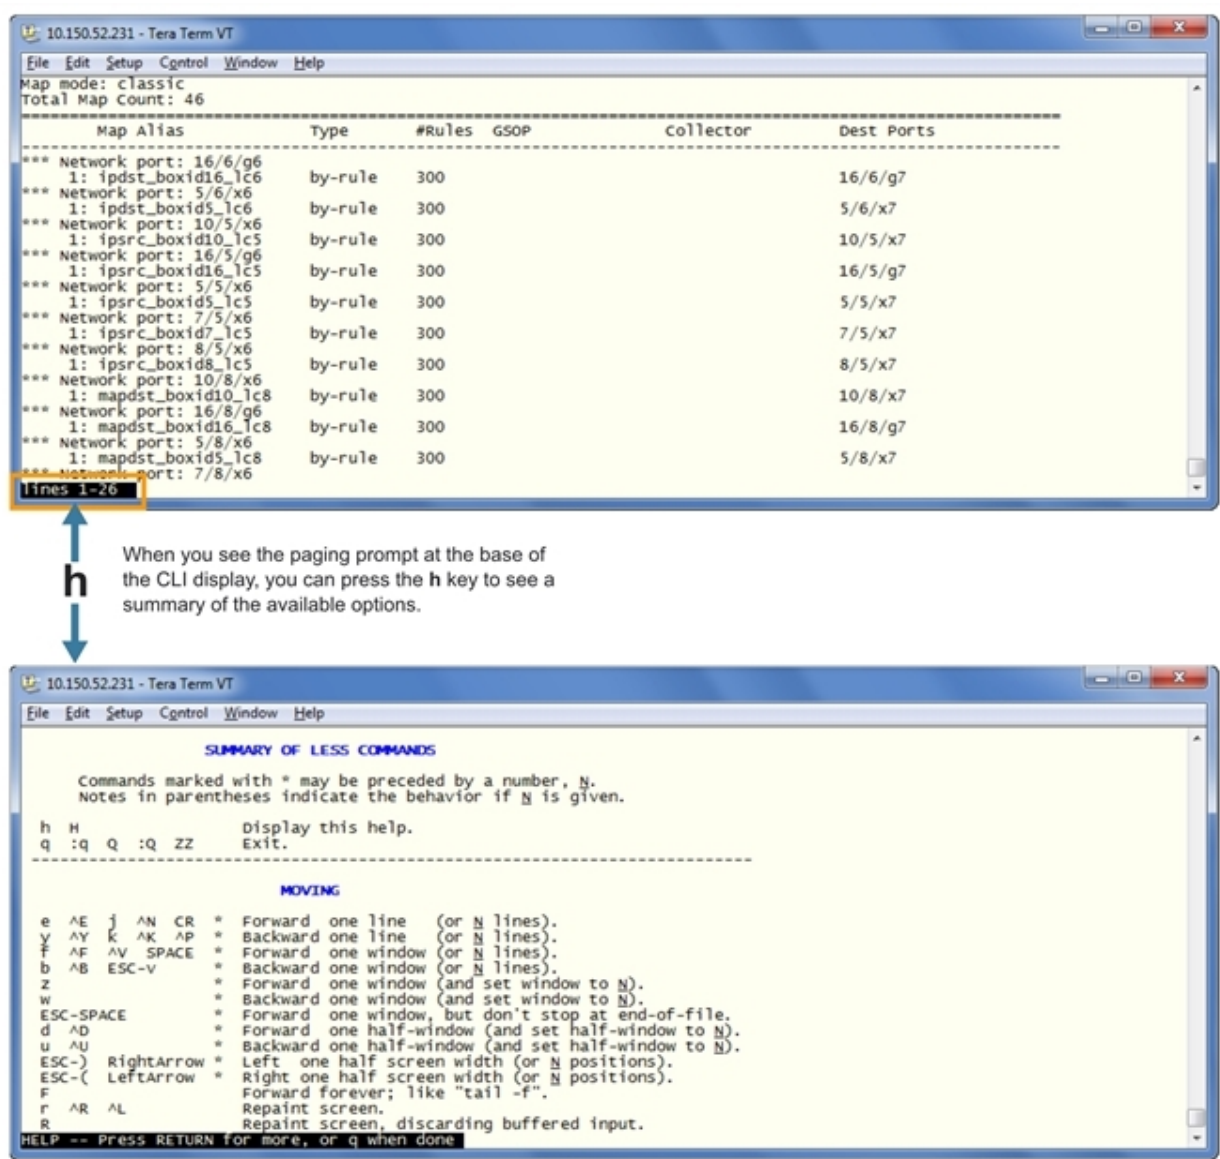 10.150.52.231 - Tera Term VT
File Edit Setup Control Window Help
Map mode: classic
Total Map Count: 46
Map Alias Type #Rules GSOP Collector Dest Ports
*** Network port: 16/6/g6
1: ipdst_boxid16_lc6 by-rule 300 16/6/g7
*** Network port: 5/6/x6
1: ipdst_boxid5_lc6 by-rule 300 5/6/x7
*** Network port: 10/5/x6
1: ipsrc_boxid10_lc5 by-rule 300 10/5/x7
*** Network port: 16/5/g6
1: ipsrc_boxid16_lc5 by-rule 300 16/5/g7
*** Network port: 5/5/x6
1: ipsrc_boxid5_lc5 by-rule 300 5/5/x7
*** Network port: 7/5/x6
1: ipsrc_boxid7_lc5 by-rule 300 7/5/x7
*** Network port: 8/5/x6
1: ipsrc_boxid8_lc5 by-rule 300 8/5/x7
*** Network port: 10/8/x6
1: mapdst_boxid10_lc8 by-rule 300 10/8/x7
*** Network port: 16/8/g6
1: mapdst_boxid16_lc8 by-rule 300 16/8/g7
*** Network port: 5/8/x6
1: mapdst_boxid5_lc8 by-rule 300 5/8/x7
*** Network port: 7/8/x6
lines 1-26
h
When you see the paging prompt at the base of
the CLI display, you can press the h key to see a
summary of the available options.
10.150.52.231 - Tera Term VT
File Edit Setup Control Window Help
SUMMARY OF LESS COMMANDS
Commands marked with * may be preceded by a number, N.
Notes in parentheses indicate the behavior if N is given.
h H Display this help.
q :q Q :Q ZZ Exit.
MOVING
e ^E j ^N CR * Forward one line (or N lines).
y ^Y k ^K ^P * Backward one line (or N lines).
f ^F ^V SPACE * Forward one window (or N lines).
b ^B ESC-v * Backward one window (or N lines).
z * Forward one window (and set window to N).
w * Backward one window (and set window to N).
ESC-SPACE * Forward one window, but don't stop at end-of-file.
d ^D * Forward one half-window (and set half-window to N).
u ^U * Backward one half-window (and set half-window to N).
ESC-) RightArrow * Left one half screen width (or N positions).
ESC-( LeftArrow * Right one half screen width (or N positions).
F Forward forever; like "tail -f".
r ^R ^L Repaint screen.
R Repaint screen, discarding buffered input.
HELP -- Press RETURN for more, or q when done